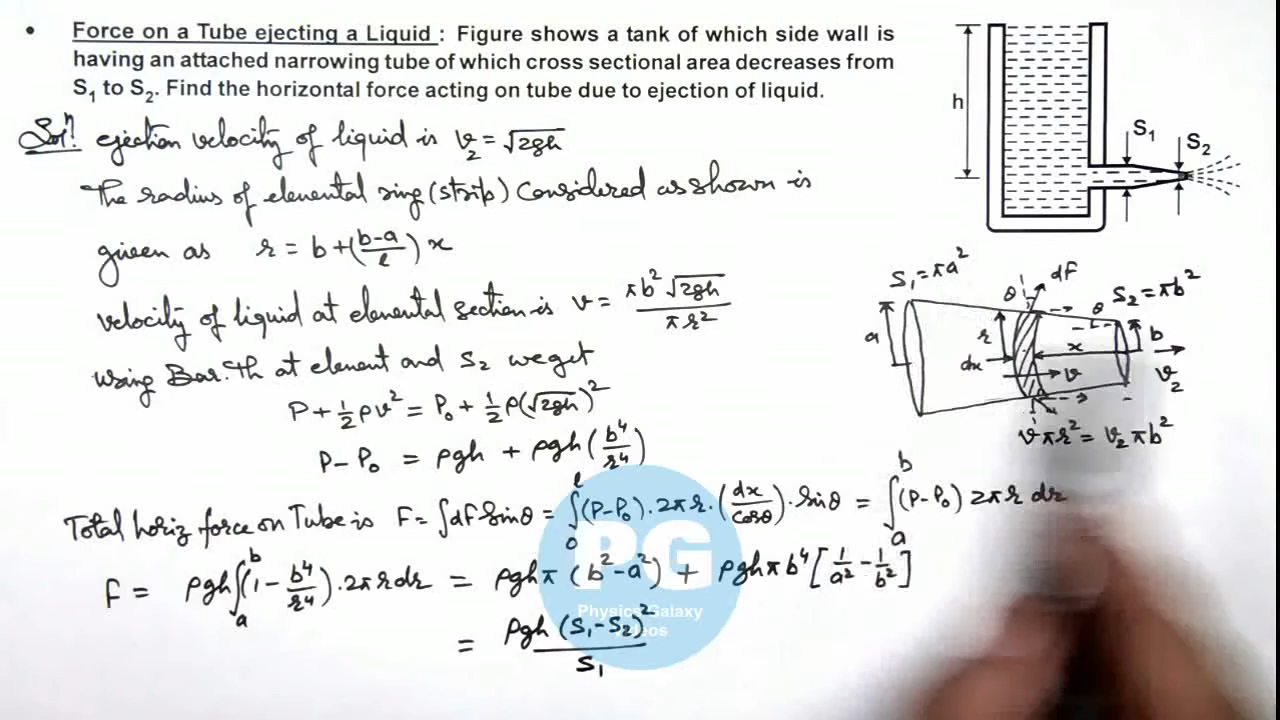 • Force on a Tube ejecting a Liquid : Figure shows a tank of which side wall is
having an attached narrowing tube of which cross sectional area decreases from
S₁ to S₂. Find the horizontal force acting on tube due to ejection of liquid.
h
S₁
S₂
Solⁿ. ejection velocity of liquid is v₂ = √2gh
The radius of elemental ring (strip) considered as shown is
given as r = b + ((b-a)/l) x
velocity of liquid at elemental section is v = πb²√2gh / πr²
using Ber. Th at element and S₂ we get
P + ½ρv² = P₀ + ½ρ(√2gh)²
P - P₀ = ρgh + ρgh (b⁴/r⁴)
S₁ = πa²
dF
S₂ = πb²
θ
θ
a
r
x
b
dx
v
v₂
vπr² = v₂πb²
Total horiz force on Tube is F = ∫dF sinθ = ∫₀ˡ (P-P₀) · 2πr · (dx/cosθ) · sinθ = ∫ₐᵇ (P-P₀) 2πr dr
F = ρgh ∫ₐᵇ (1 - b⁴/r⁴) · 2πr dr = ρghπ (b² - a²) + ρghπb⁴ [1/a² - 1/b²]
= ρgh (S₁-S₂)² / S₁
PG
Physics Galaxy